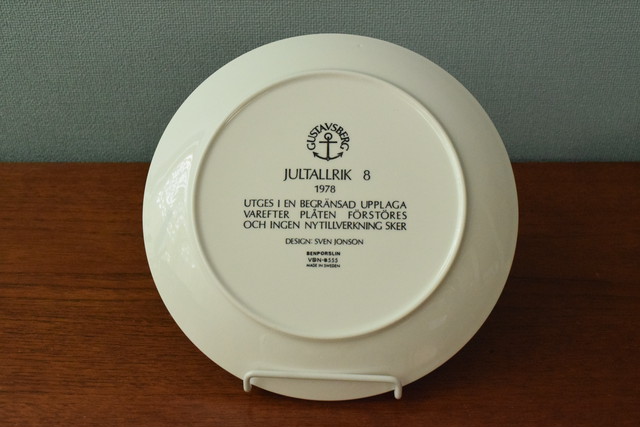 GUSTAVSBERG
JULTALLRIK 8
1978
UTGES I EN BEGRÄNSAD UPPLAGA
VAREFTER PLÅTEN FÖRSTÖRES
OCH INGEN NYTILLVERKNING SKER
DESIGN: SVEN JONSON
BENPORSLIN
MADE IN SWEDEN